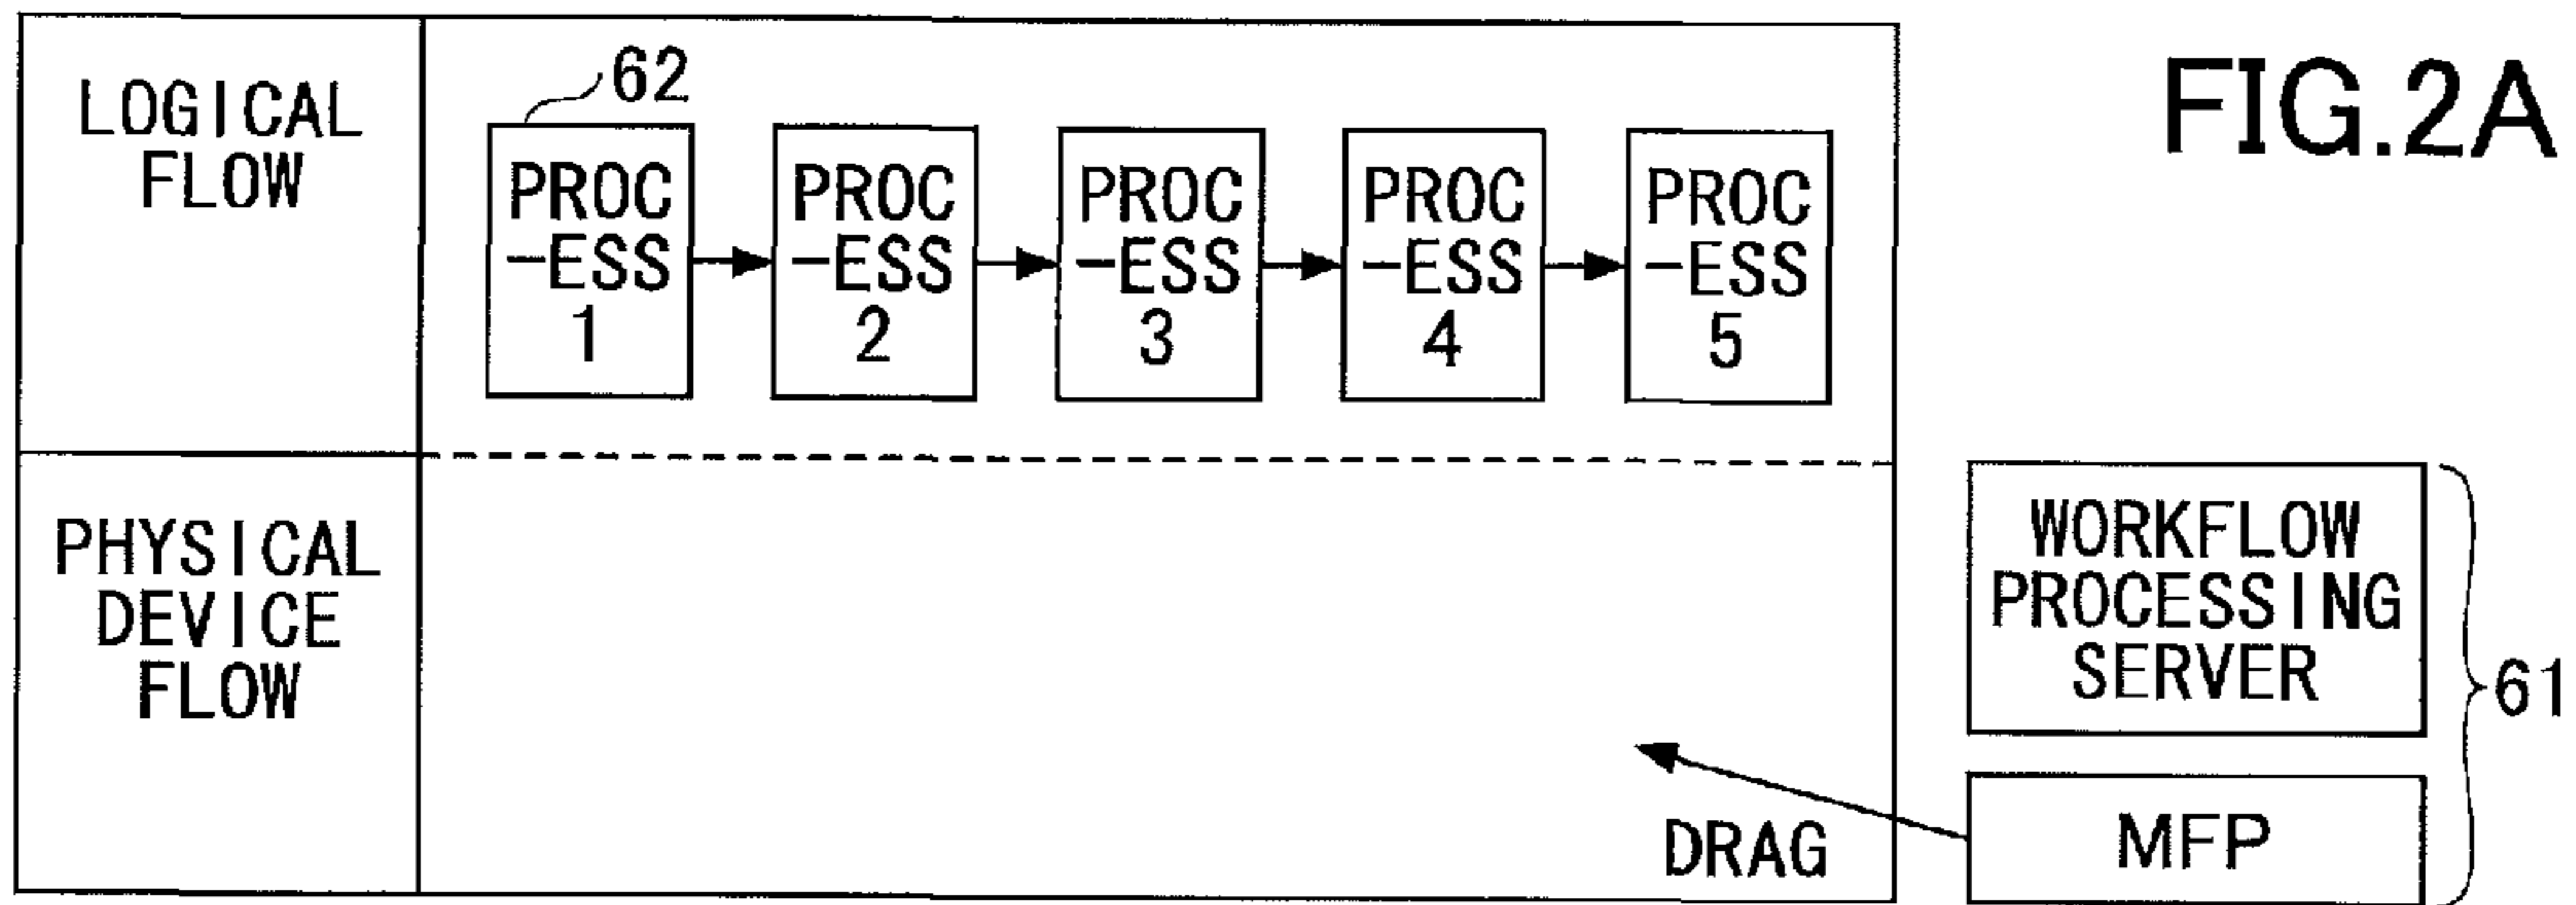 FIG.2A
LOGICAL
FLOW
62
PROC
-ESS
1
PROC
-ESS
2
PROC
-ESS
3
PROC
-ESS
4
PROC
-ESS
5
PHYSICAL
DEVICE
FLOW
DRAG
WORKFLOW
PROCESSING
SERVER
MFP
61